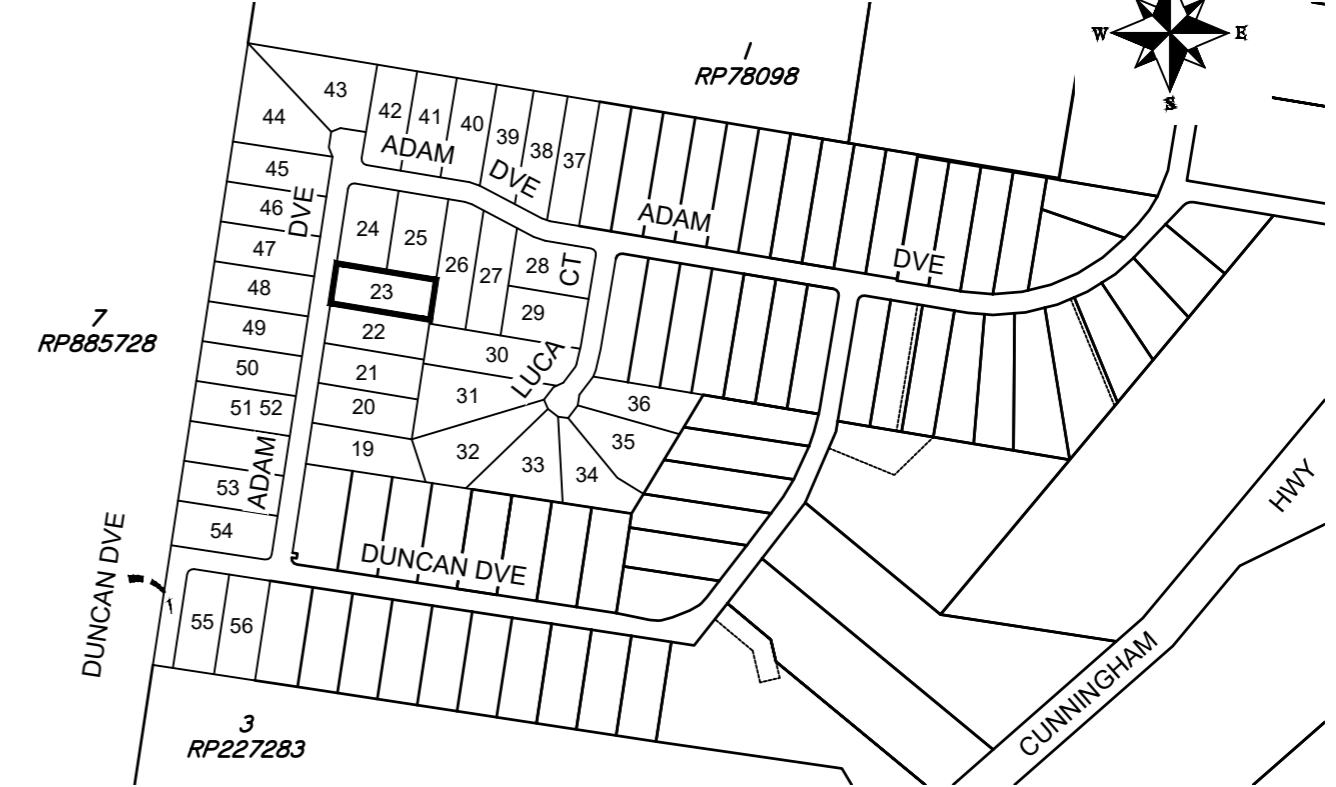 W
E
S
1
RP78098
43
44
42
41
40
39
38
37
ADAM
DVE
45
46
47
48
49
50
51 52
53
54
DVE
ADAM
ADAM
DVE
24
25
26
27
28
29
CT
LUCA
23
22
21
20
19
30
31
32
33
34
35
36
7
RP885728
DUNCAN DVE
DUNCAN DVE
55
56
HWY
CUNNINGHAM
3
RP227283